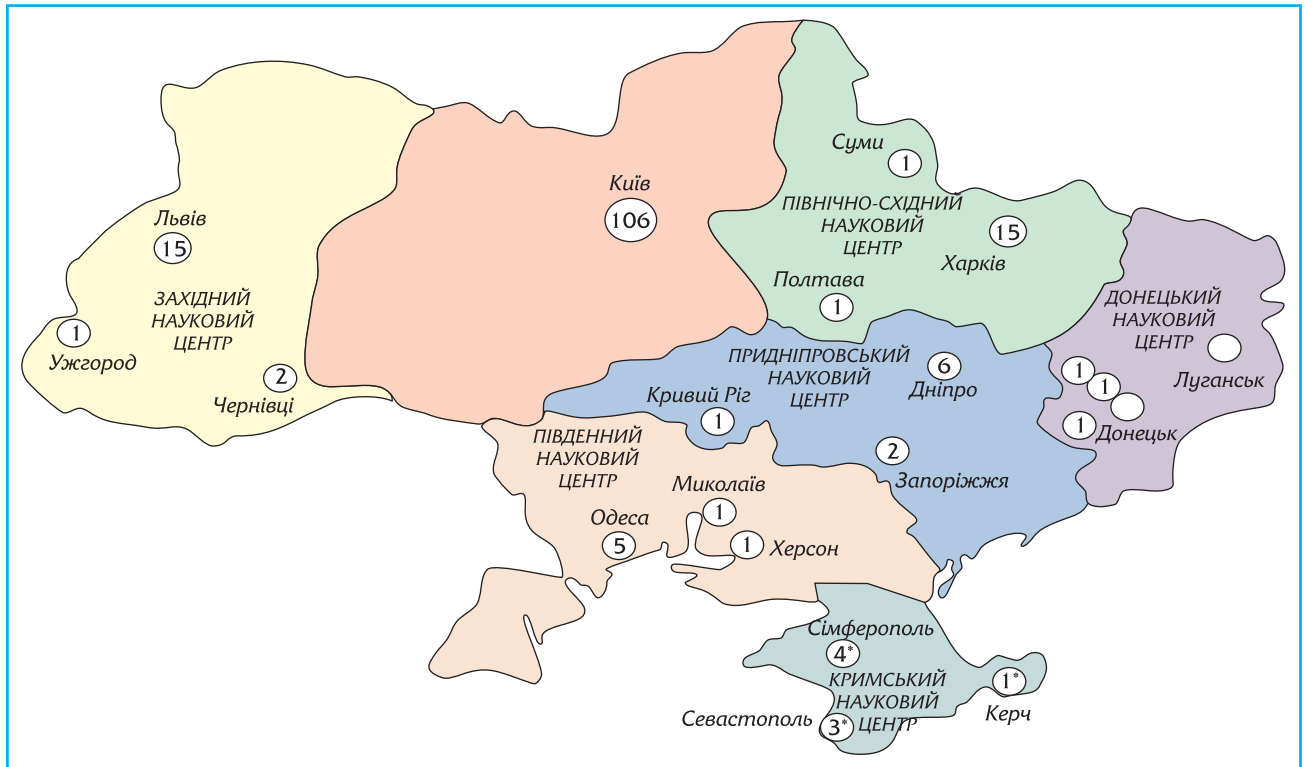 Суми
1
Київ
106
ПІВНІЧНО-СХІДНИЙ
НАУКОВИЙ
ЦЕНТР
15
Харків
Полтава
1
Львів
15
ЗАХІДНИЙ
НАУКОВИЙ
ЦЕНТР
1
Ужгород
2
Чернівці
ДОНЕЦЬКИЙ
НАУКОВИЙ
ЦЕНТР
Луганськ
1
1
1
Донецьк
ПРИДНІПРОВСЬКИЙ
НАУКОВИЙ
ЦЕНТР
6
Дніпро
Кривий Ріг
1
2
Запоріжжя
ПІВДЕННИЙ
НАУКОВИЙ
ЦЕНТР
Миколаїв
1
Одеса
5
1
Херсон
Сімферополь
4*
КРИМСЬКИЙ
НАУКОВИЙ
ЦЕНТР
1*
Керч
Севастополь
3*